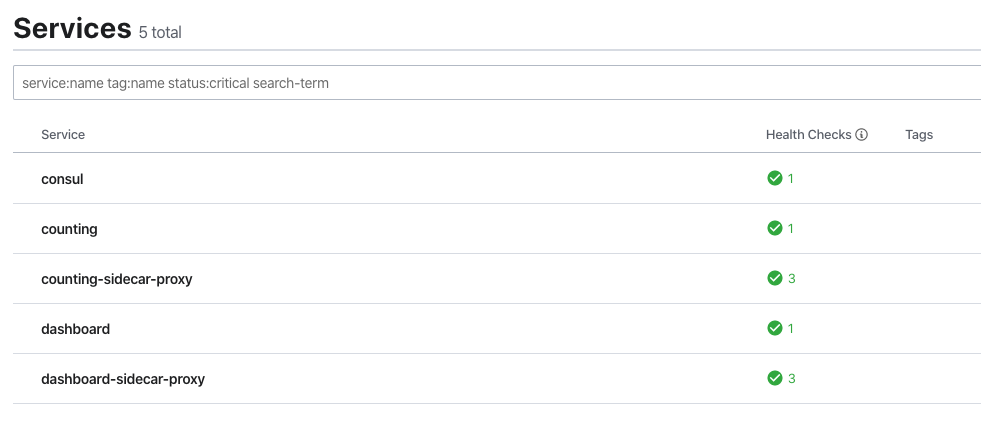 Services 5 total
service:name tag:name status:critical search-term
Service Health Checks Tags
consul 1
counting 1
counting-sidecar-proxy 3
dashboard 1
dashboard-sidecar-proxy 3